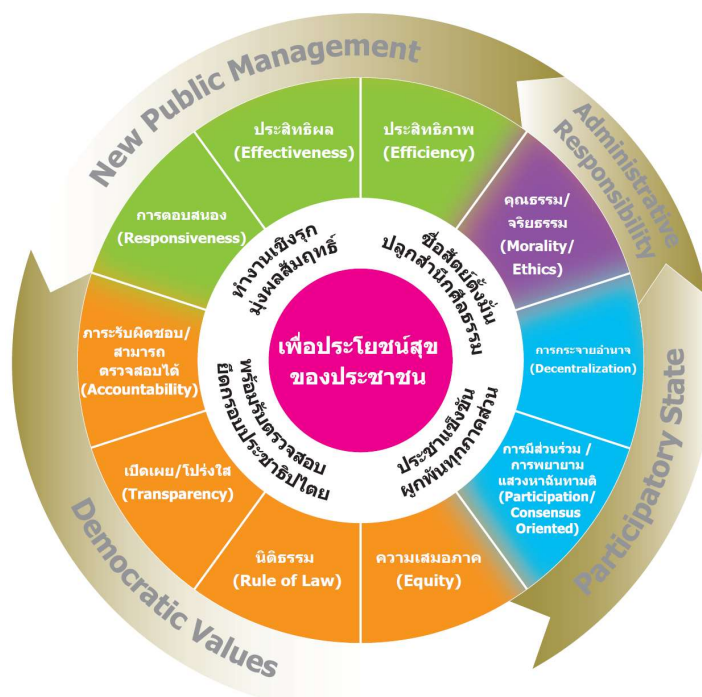 New Public Management
Administrative
Responsibility
Participatory State
Democratic Values
ประสิทธิผล
(Effectiveness)
ประสิทธิภาพ
(Efficiency)
คุณธรรม/
จริยธรรม
(Morality/
Ethics)
การกระจายอำนาจ
(Decentralization)
การมีส่วนร่วม /
การพยายาม
แสวงหาฉันทามติ
(Participation/
Consensus
Oriented)
ความเสมอภาค
(Equity)
นิติธรรม
(Rule of Law)
เปิดเผย/โปร่งใส
(Transparency)
ภาระรับผิดชอบ/
สามารถ
ตรวจสอบได้
(Accountability)
การตอบสนอง
(Responsiveness)
ทำงานเชิงรุก
มุ่งผลสัมฤทธิ์
ซื่อสัตย์ตั้งมั่น
ปลูกสำนึกศีลธรรม
ประชาแข็งขัน
ผูกพันทุกภาคส่วน
พร้อมรับตรวจสอบ
ยึดกรอบประชาธิปไตย
เพื่อประโยชน์สุข
ของประชาชน